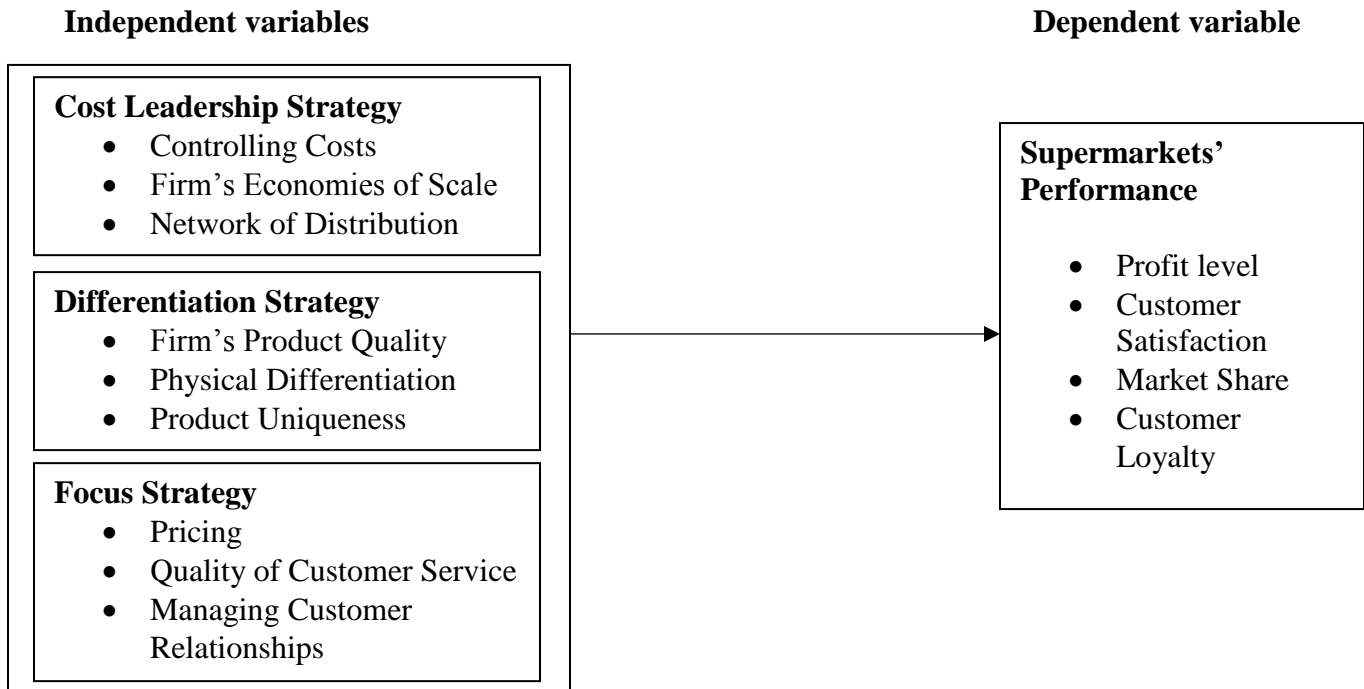 Independent variables
Dependent variable
Cost Leadership Strategy
• Controlling Costs
• Firm’s Economies of Scale
• Network of Distribution
Differentiation Strategy
• Firm’s Product Quality
• Physical Differentiation
• Product Uniqueness
Focus Strategy
• Pricing
• Quality of Customer Service
• Managing Customer
Relationships
Supermarkets’
Performance
• Profit level
• Customer
Satisfaction
• Market Share
• Customer
Loyalty